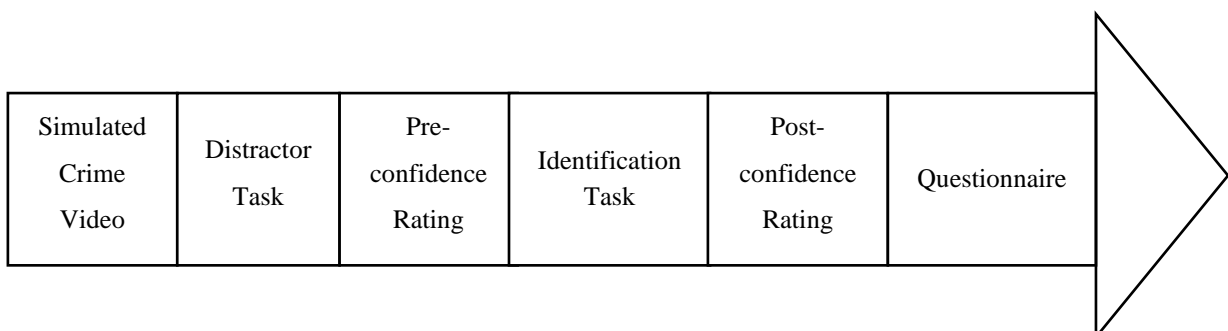 Simulated
Crime
Video
Distractor
Task
Pre-
confidence
Rating
Identification
Task
Post-
confidence
Rating
Questionnaire